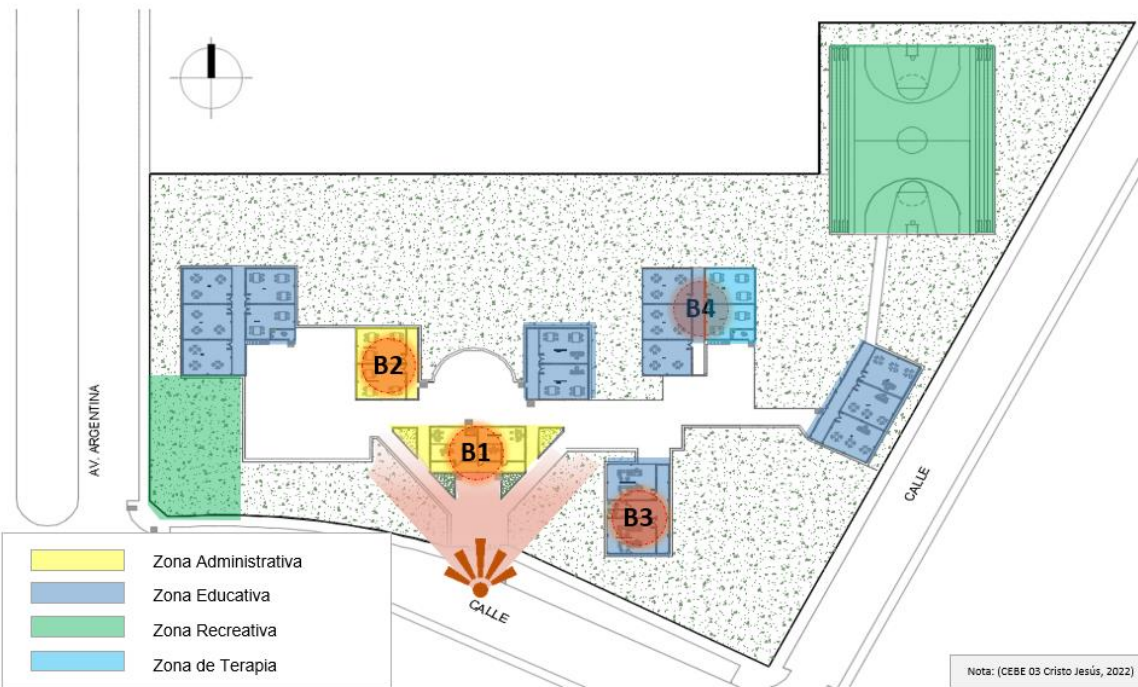 B4
B2
AV. ARGENTINA
B1
CALLE
B3
CALLE
Zona Administrativa
Zona Educativa
Zona Recreativa
Zona de Terapia
Nota: (CEBE 03 Cristo Jesús, 2022)